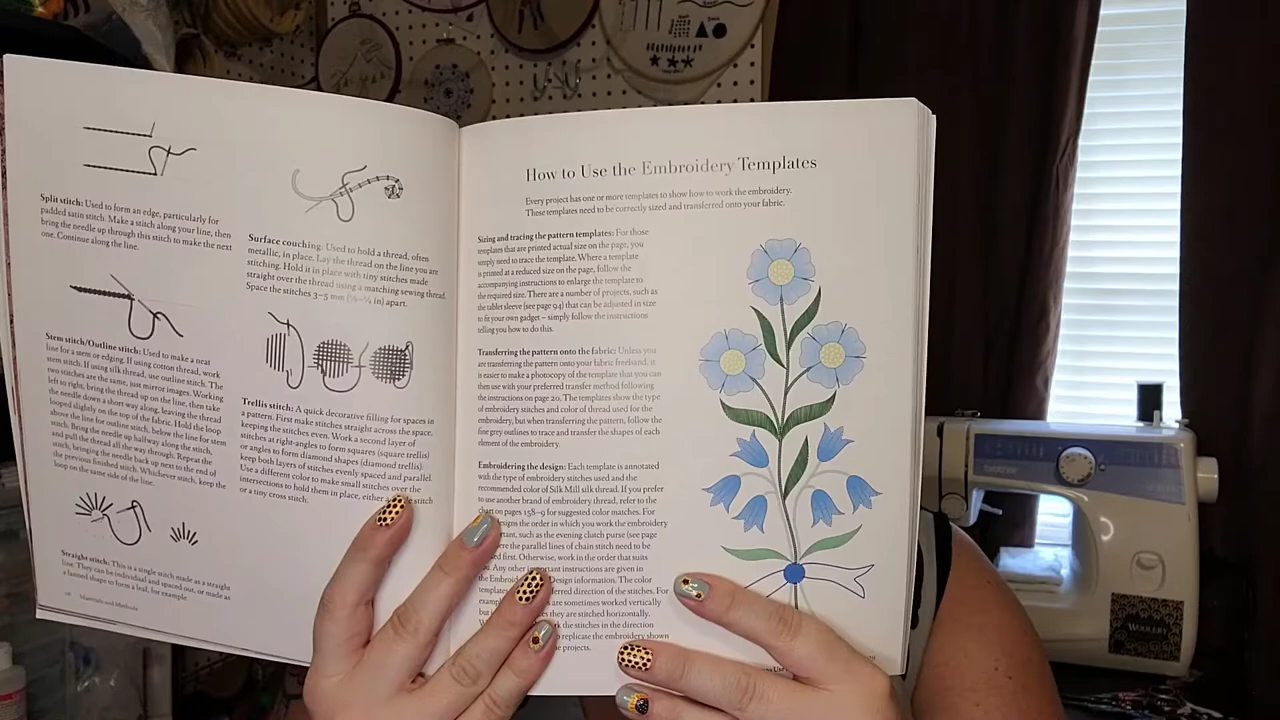 Split stitch: Used to form an edge, particularly for
padded satin stitch. Make a stitch along your line, then
bring the needle up through this stitch to make the next
one. Continue along the line.
Stem stitch/Outline stitch: Used to make a neat
line for a stem or edging. If using cotton thread, work
stem stitch. If using silk thread, use outline stitch. The
two stitches are the same, just mirror images. Working
left to right, bring the thread up on the line, then take
the needle down a short way along, leaving the thread
looped slightly on the top of the fabric. Hold the loop
above the line for outline stitch, below the line for stem
stitch. Bring the needle up halfway along the stitch,
and pull the thread all the way through. Repeat the
stitch, bringing the needle back up next to the end of
the previous finished stitch. Whichever stitch, keep the
loop on the same side of the line.
Straight stitch: This is a single stitch made as a straight
line. They can be individual and spaced out, or made as
a fanned shape to form a leaf, for example.
Materials and Methods
Surface couching: Used to hold a thread, often
metallic, in place. Lay the thread on the line you are
stitching. Hold it in place with tiny stitches made
straight over the thread using a matching sewing thread.
Space the stitches 3–5 mm (⅛–¼ in) apart.
Trellis stitch: A quick decorative filling for spaces in
a pattern. First make stitches straight across the space,
keeping the stitches even. Work a second layer of
stitches at right-angles to form squares (square trellis)
or angles to form diamond shapes (diamond trellis);
keep both layers of stitches evenly spaced and parallel.
Use a different color to make small stitches over the
intersections to hold them in place, either a stitch
or a tiny cross stitch.
How to Use the Embroidery Templates
Every project has one or more templates to show how to work the embroidery.
These templates need to be correctly sized and transferred onto your fabric.
Sizing and tracing the pattern templates: For those
templates that are printed actual size on the page, you
simply need to trace the template. Where a template
is printed at a reduced size on the page, follow the
accompanying instructions to enlarge the template to
the required size. There are a number of projects, such as
the tablet sleeve (see page 94) that can be adjusted in size
to fit your own gadget – simply follow the instructions
telling you how to do this.
Transferring the pattern onto the fabric: Unless you
are transferring the pattern onto your fabric freehand, it
is easier to make a photocopy of the template that you can
then use with your preferred transfer method following
the instructions on page 20. The templates show the type
of embroidery stitches and color of thread used for the
embroidery, but when transferring the pattern, follow the
fine grey outlines to trace and transfer the shapes of each
element of the embroidery.
Embroidering the design: Each template is annotated
with the type of embroidery stitches used and the
recommended color of Silk Mill silk thread. If you prefer
to use another brand of embroidery thread, refer to the
chart on pages 158–9 for suggested color matches. For
signs the order in which you work the embroidery
rtant, such as the evening clutch purse (see page
ere the parallel lines of chain stitch need to be
ed first. Otherwise, work in the order that suits
. Any other important instructions are given in
the Embroid Design information. The color
templates ferred direction of the stitches. For
example are sometimes worked vertically
but they are stitched horizontally.
W k the stitches in the direction
o replicate the embroidery shown
e projects.
brother
WOOLERY